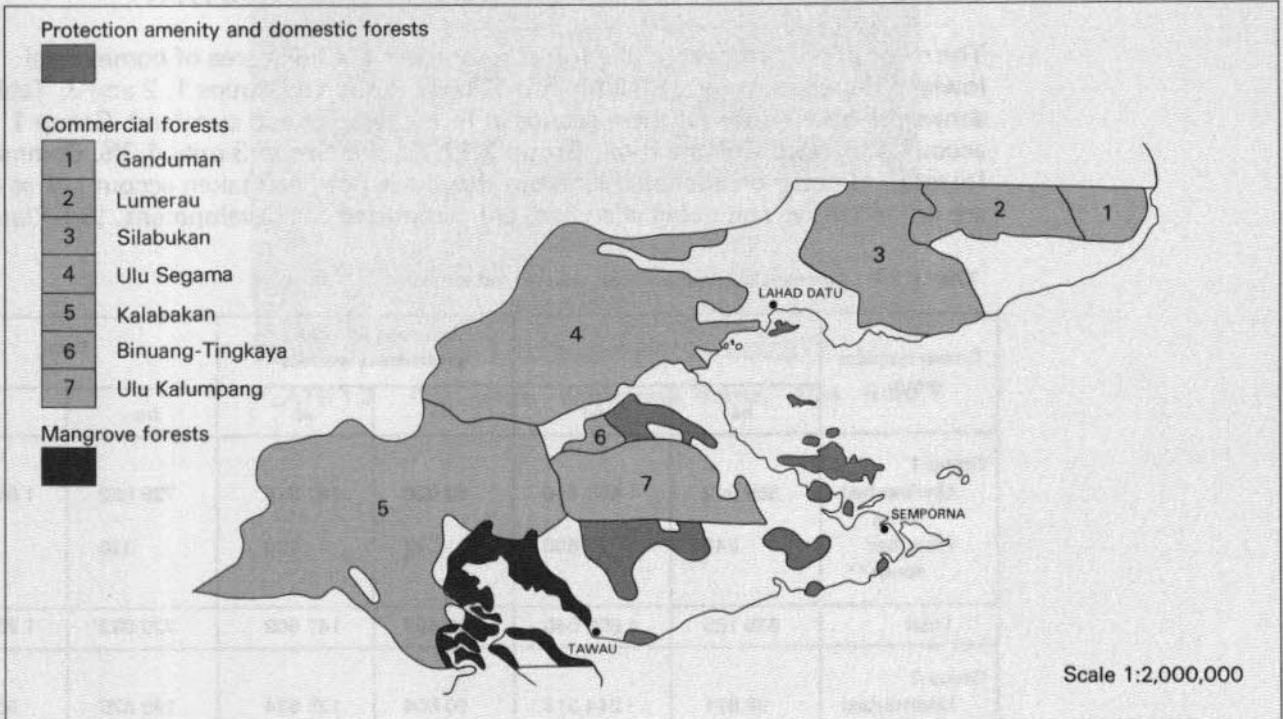 Protection amenity and domestic forests
Commercial forests
1 Ganduman
2 Lumerau
3 Silabukan
4 Ulu Segama
5 Kalabakan
6 Binuang-Tingkaya
7 Ulu Kalumpang
Mangrove forests
2
1
3
LAHAD DATU
4
6
7
5
SEMPORNA
TAWAU
Scale 1:2,000,000